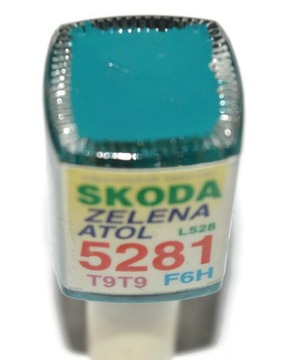 SKODA
ZELENA
ATOL L528
5281
T9T9 F6H